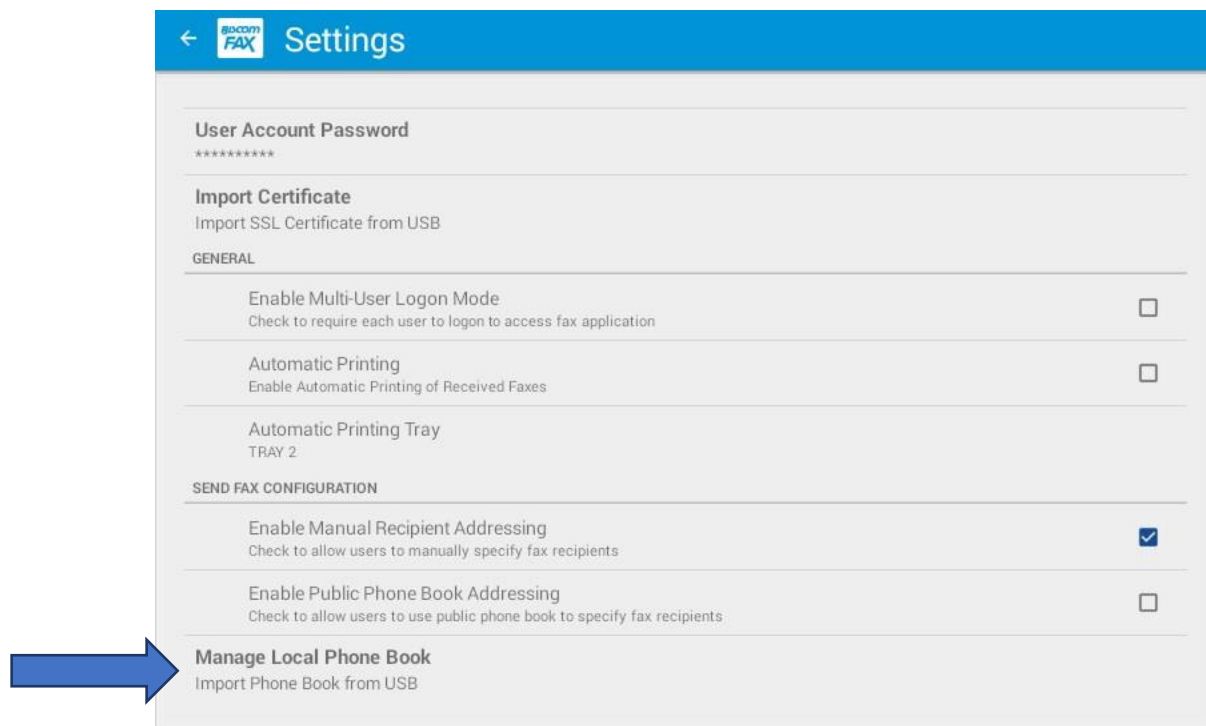 gocom
FAX
Settings
User Account Password
**********
Import Certificate
Import SSL Certificate from USB
GENERAL
Enable Multi-User Logon Mode
Check to require each user to logon to access fax application
Automatic Printing
Enable Automatic Printing of Received Faxes
Automatic Printing Tray
TRAY 2
SEND FAX CONFIGURATION
Enable Manual Recipient Addressing
Check to allow users to manually specify fax recipients
Enable Public Phone Book Addressing
Check to allow users to use public phone book to specify fax recipients
Manage Local Phone Book
Import Phone Book from USB